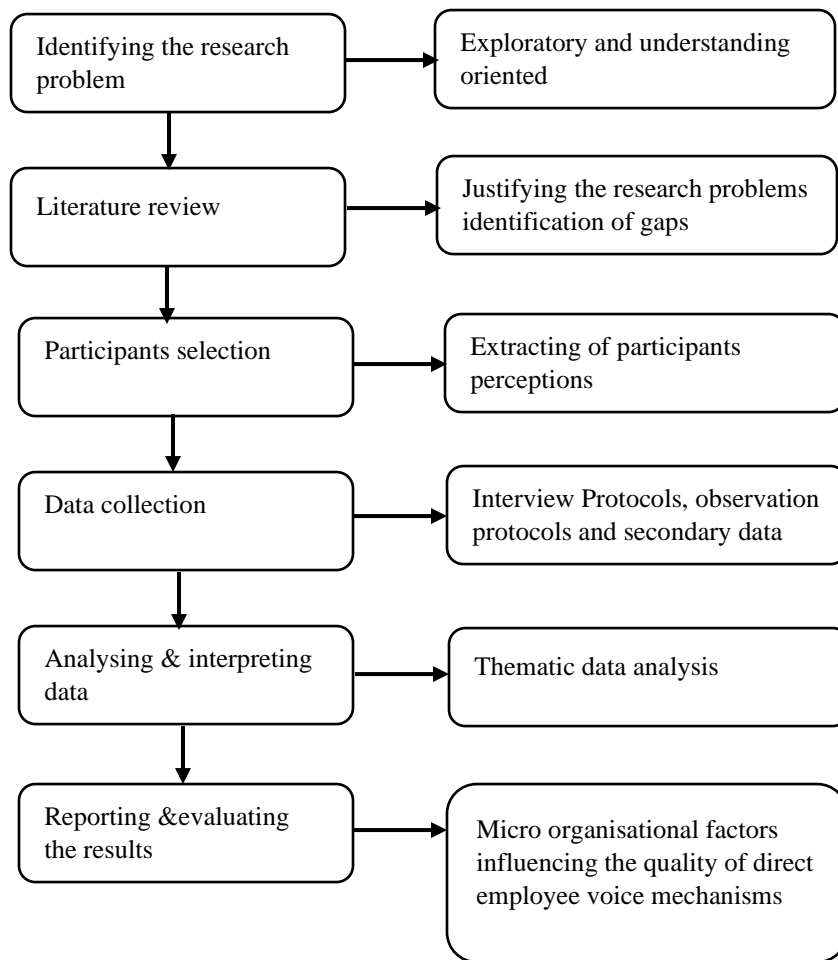 Identifying the research
problem
Exploratory and understanding
oriented
Literature review
Justifying the research problems
identification of gaps
Participants selection
Extracting of participants
perceptions
Data collection
Interview Protocols, observation
protocols and secondary data
Analysing & interpreting
data
Thematic data analysis
Reporting &evaluating
the results
Micro organisational factors
influencing the quality of direct
employee voice mechanisms